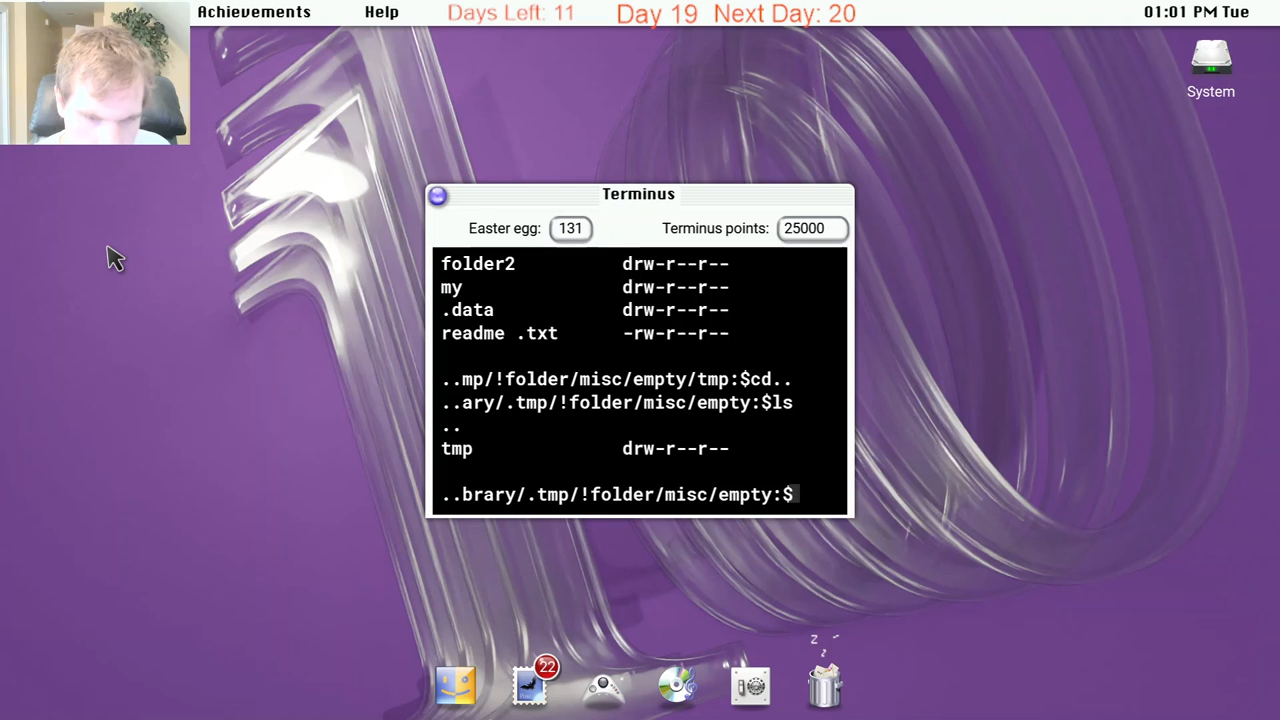 Achievements Help Days Left: 11 Day 19 Next Day: 20 01:01 PM Tue
System
Terminus
Easter egg: 131 Terminus points: 25000
folder2 drw-r--r--
my drw-r--r--
.data drw-r--r--
readme .txt -rw-r--r--
..mp/!folder/misc/empty/tmp:$cd..
..ary/.tmp/!folder/misc/empty:$ls
..
tmp drw-r--r--
..brary/.tmp/!folder/misc/empty:$
z
z
22